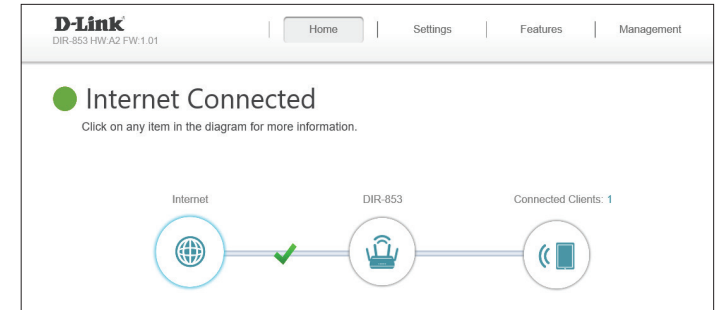 D-Link
DIR-853 HW:A2 FW:1.01
Home
Settings
Features
Management
Internet Connected
Click on any item in the diagram for more information.
Internet
DIR-853
Connected Clients: 1